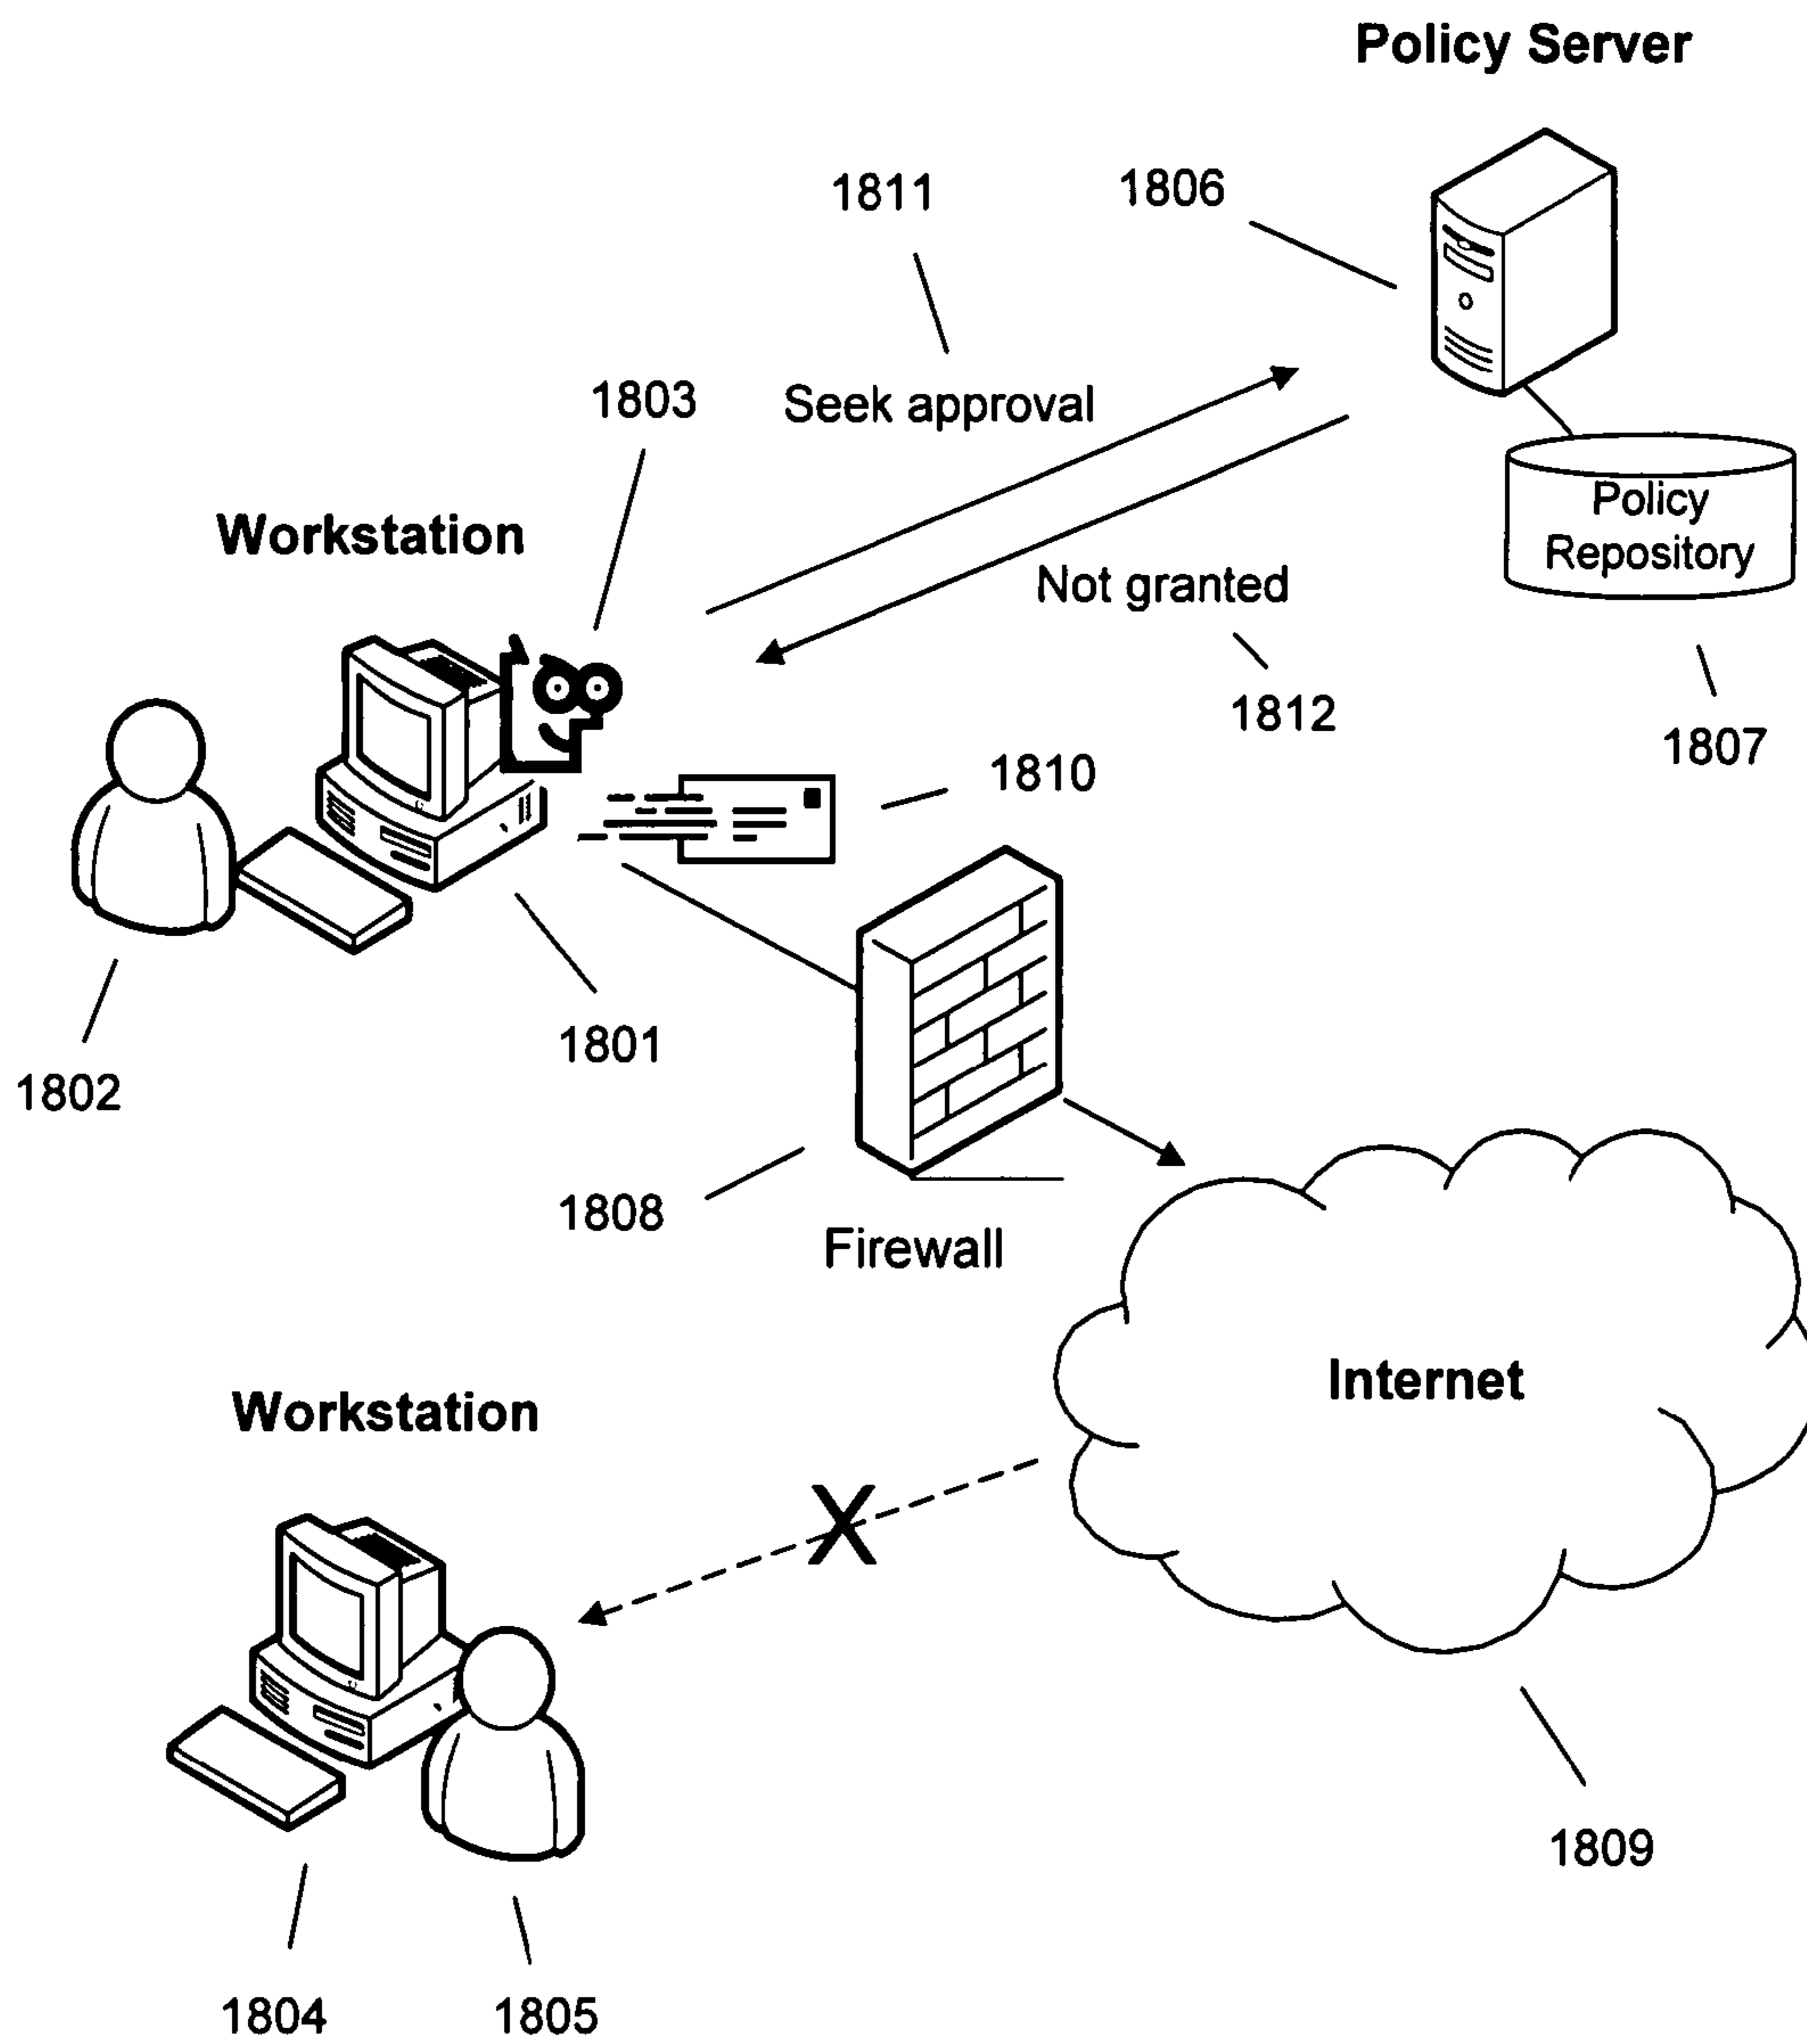 Policy Server
1811
1806
1803
Seek approval
Policy
Repository
Workstation
Not granted
1812
1807
1810
1801
1802
1808
Firewall
Internet
Workstation
X
1809
1804
1805